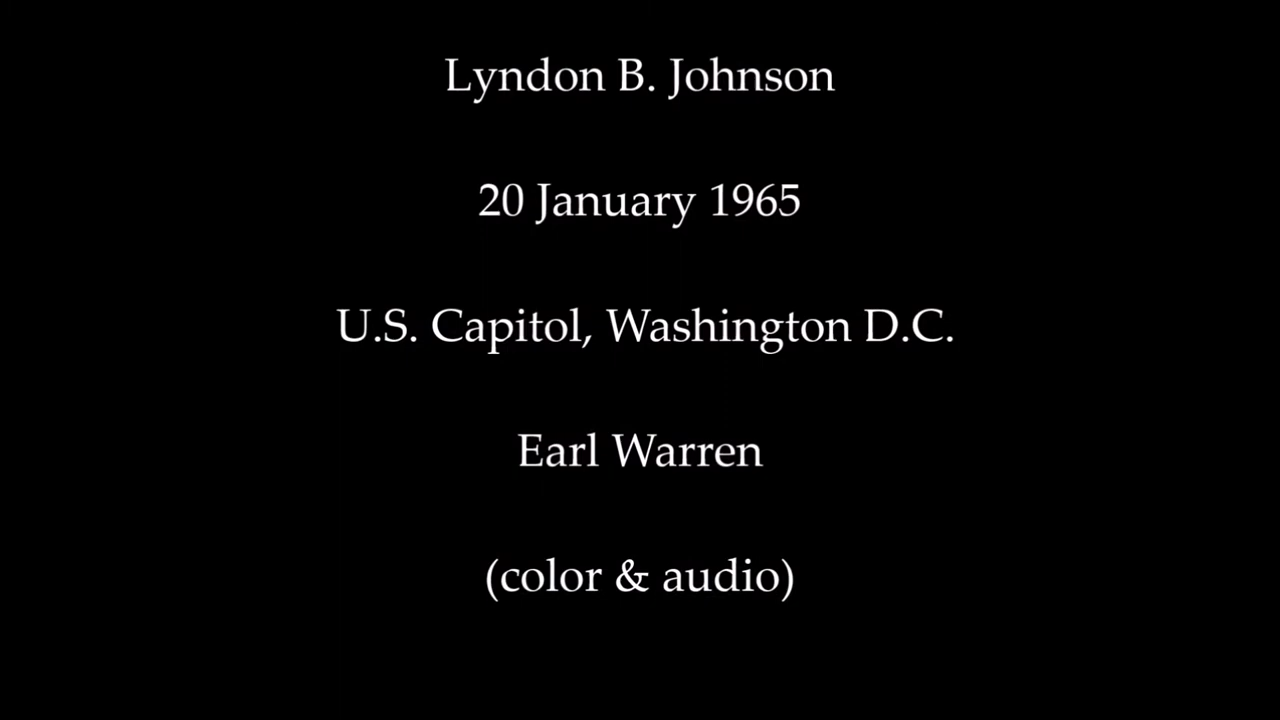 Lyndon B. Johnson
20 January 1965
U.S. Capitol, Washington D.C.
Earl Warren
(color & audio)